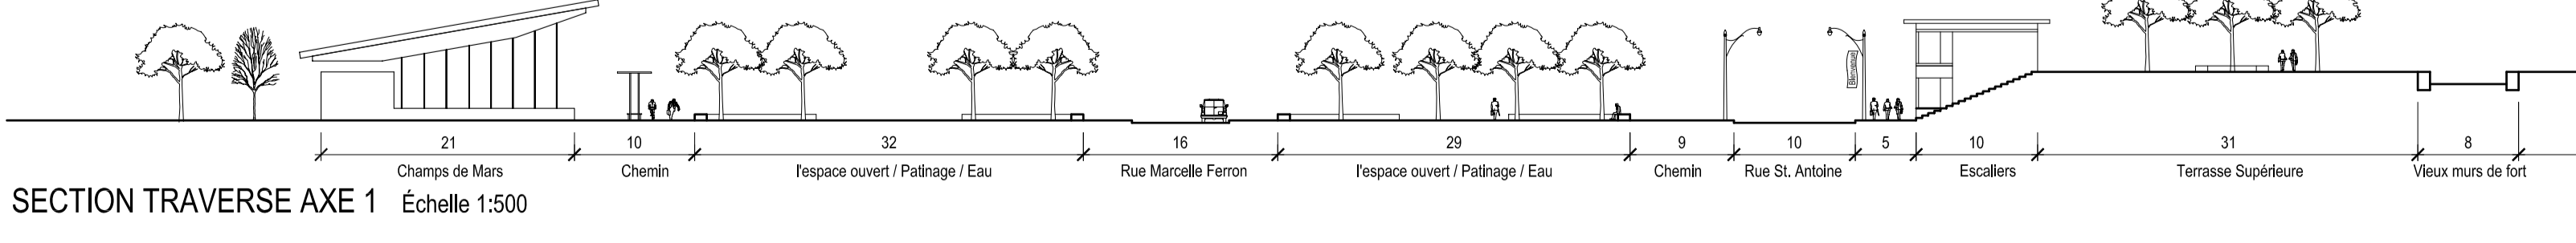 Bienvenue
21 10 32 16 29 9 10 5 10 31 8
Champs de Mars Chemin l'espace ouvert / Patinage / Eau Rue Marcelle Ferron l'espace ouvert / Patinage / Eau Chemin Rue St. Antoine Escaliers Terrasse Supérieure Vieux murs de fort
SECTION TRAVERSE AXE 1 Échelle 1:500